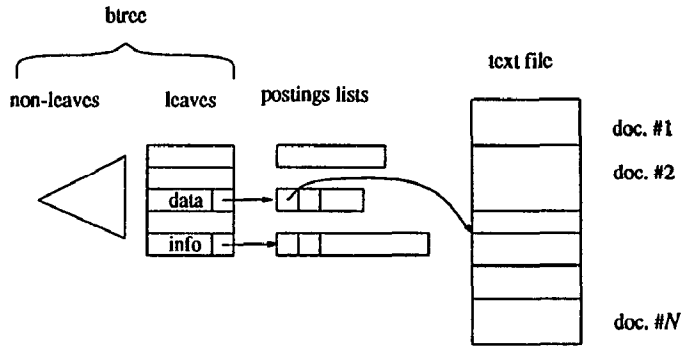 btree
text file
non-leaves
leaves
postings lists
doc. #1
doc. #2
data
info
doc. #N